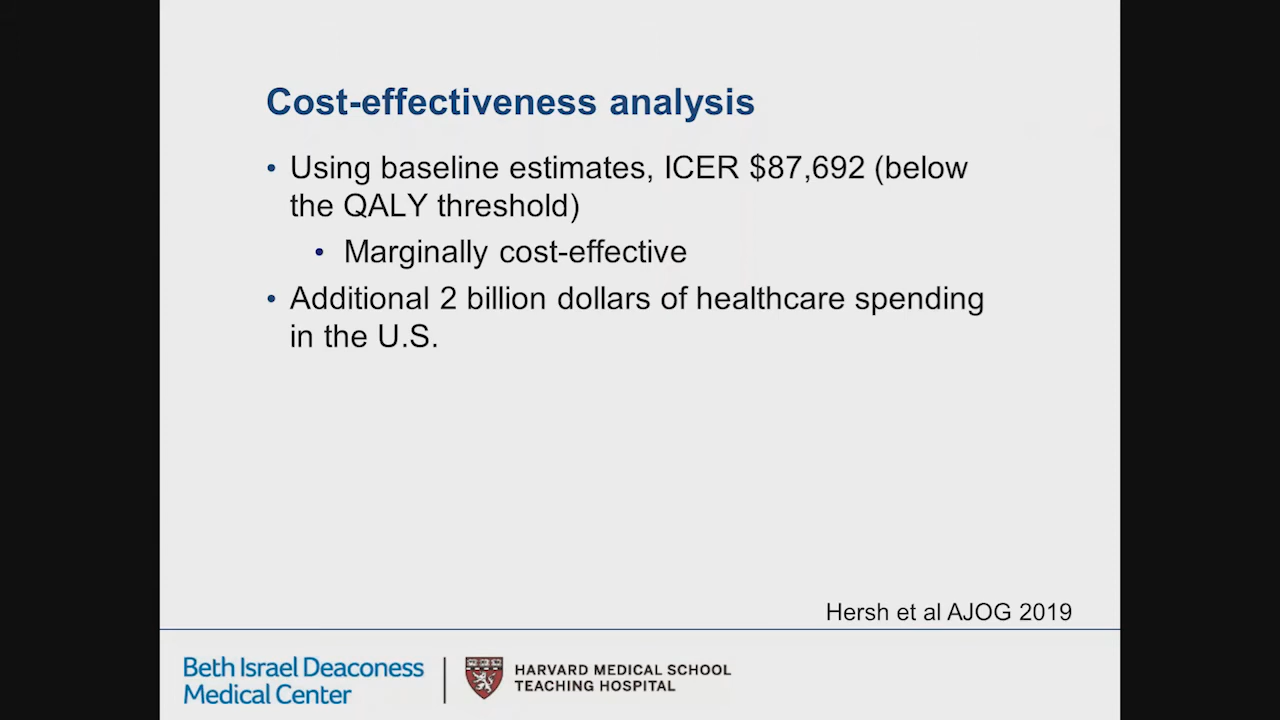 Cost-effectiveness analysis
• Using baseline estimates, ICER $87,692 (below
the QALY threshold)
• Marginally cost-effective
• Additional 2 billion dollars of healthcare spending
in the U.S.
Hersh et al AJOG 2019
Beth Israel Deaconess
Medical Center
HARVARD MEDICAL SCHOOL
TEACHING HOSPITAL